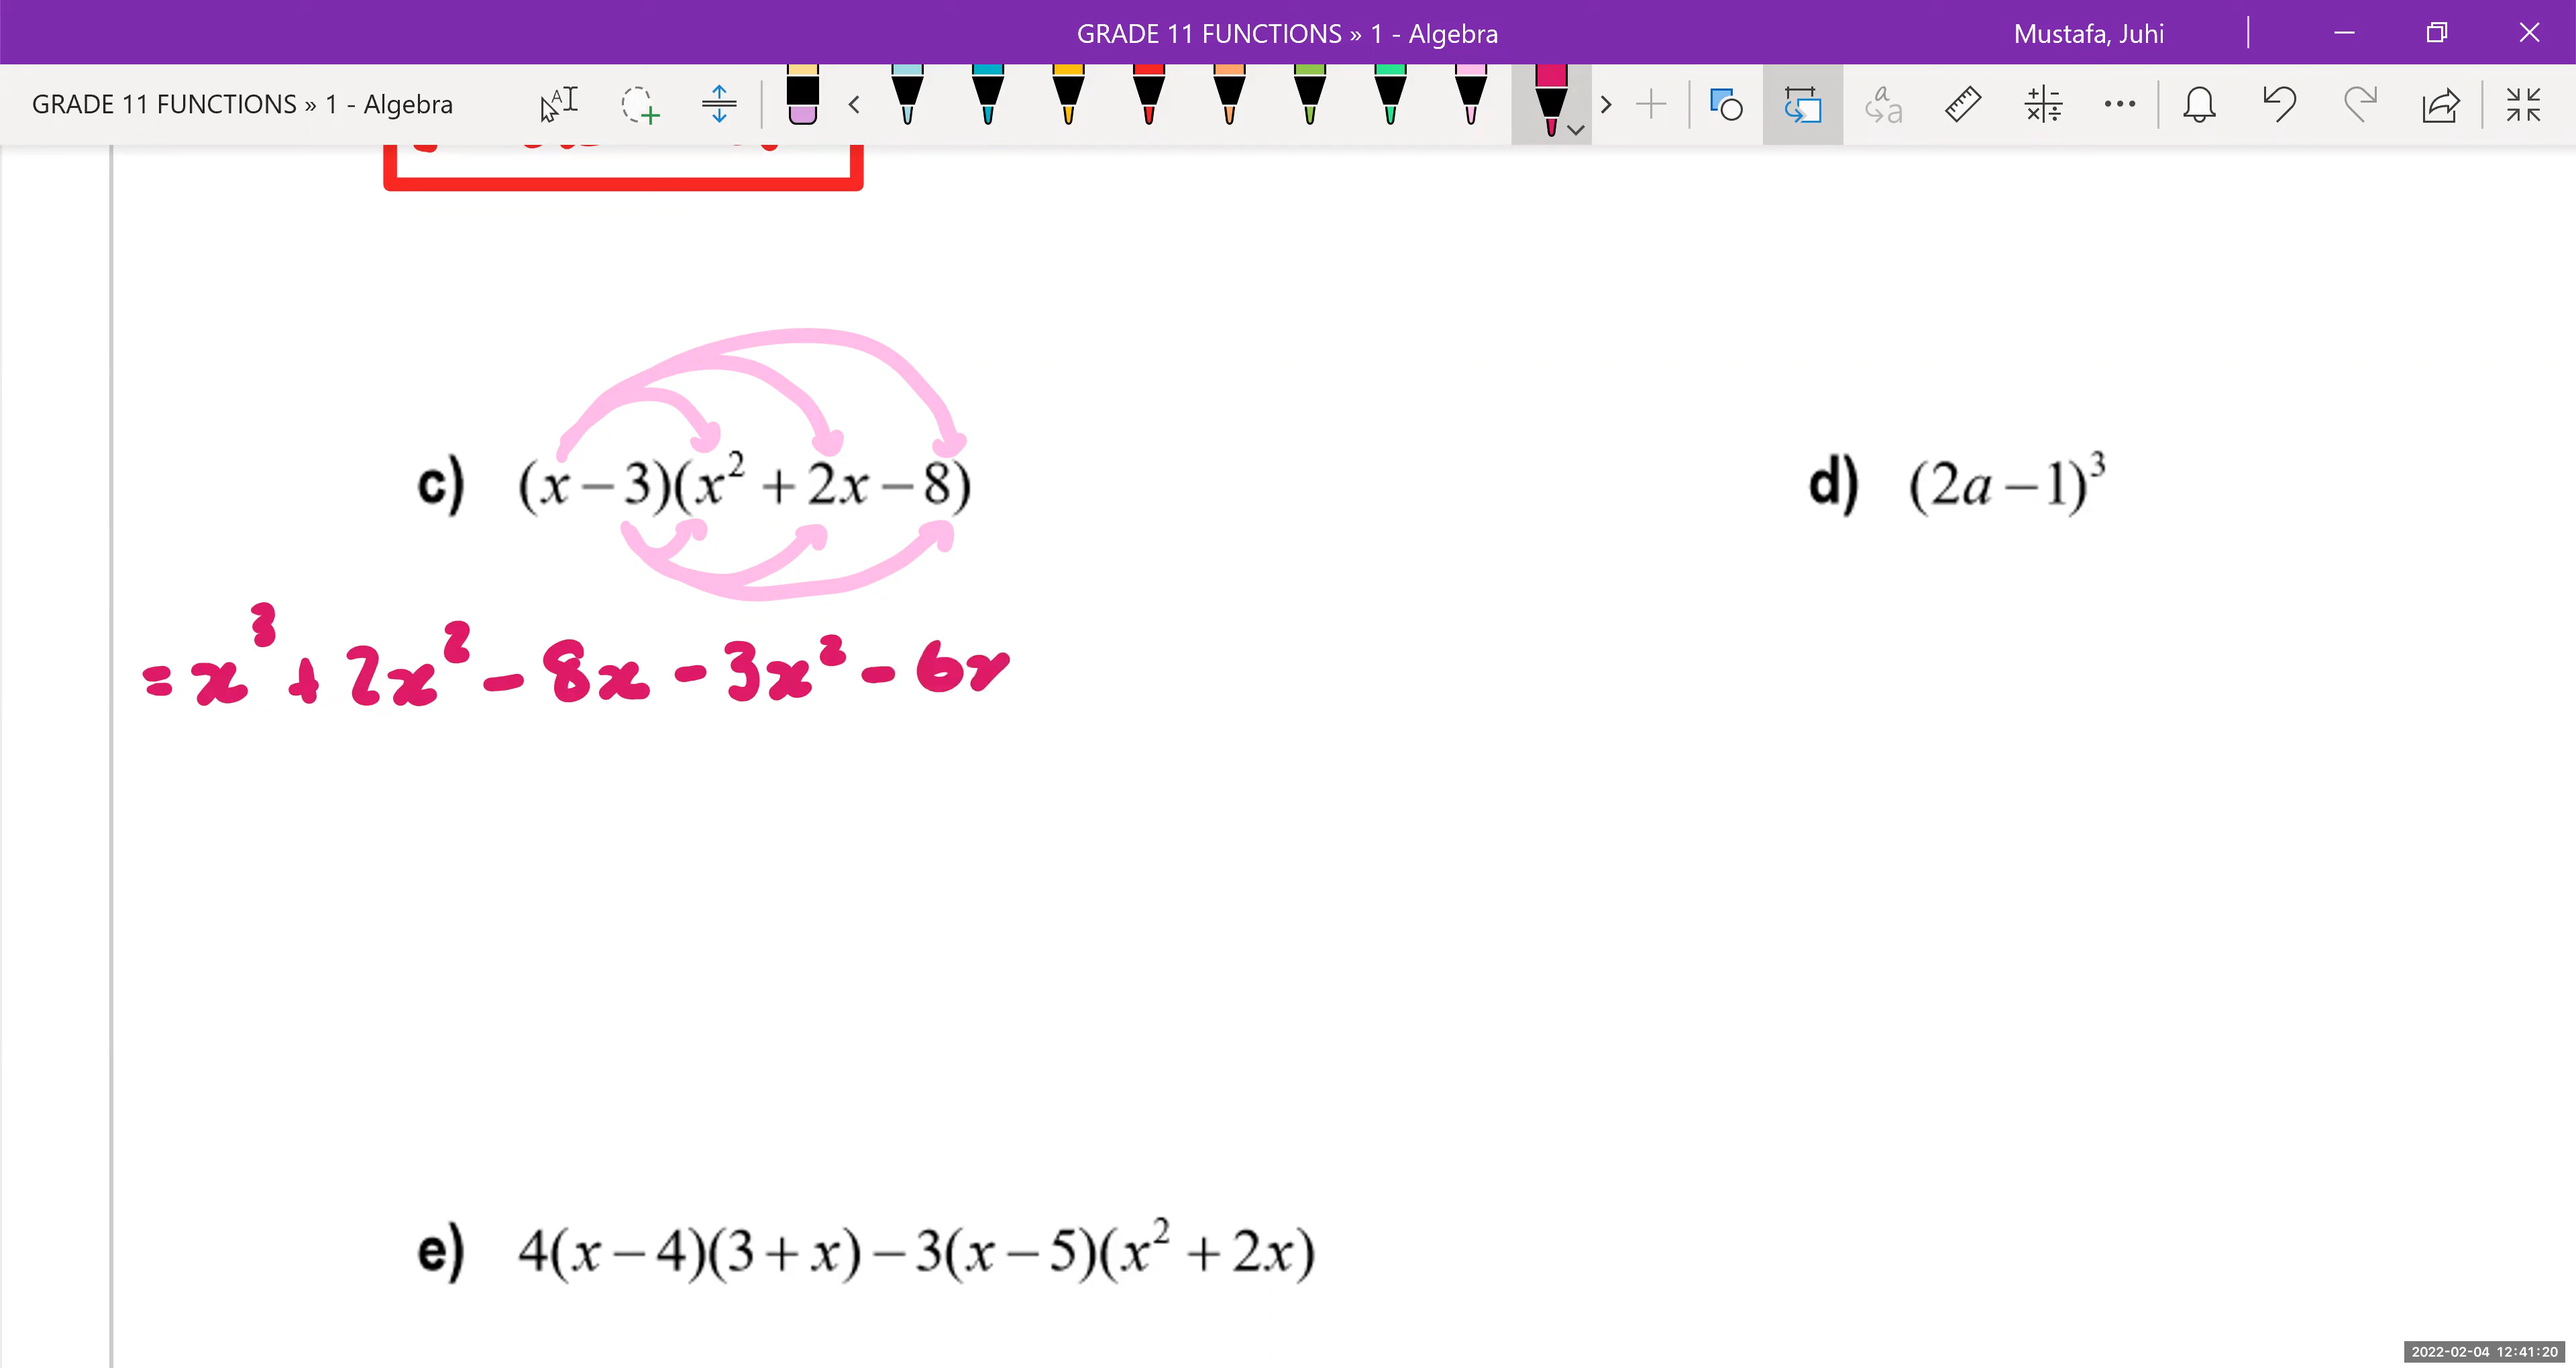 GRADE 11 FUNCTIONS » 1 - Algebra
Mustafa, Juhi
GRADE 11 FUNCTIONS » 1 - Algebra
c) (x – 3)(x² + 2x – 8)
d) (2a – 1)³
= x³ + 2x² - 8x - 3x² - 6x
e) 4(x – 4)(3 + x) – 3(x – 5)(x² + 2x)
2022-02-04 12:41:20